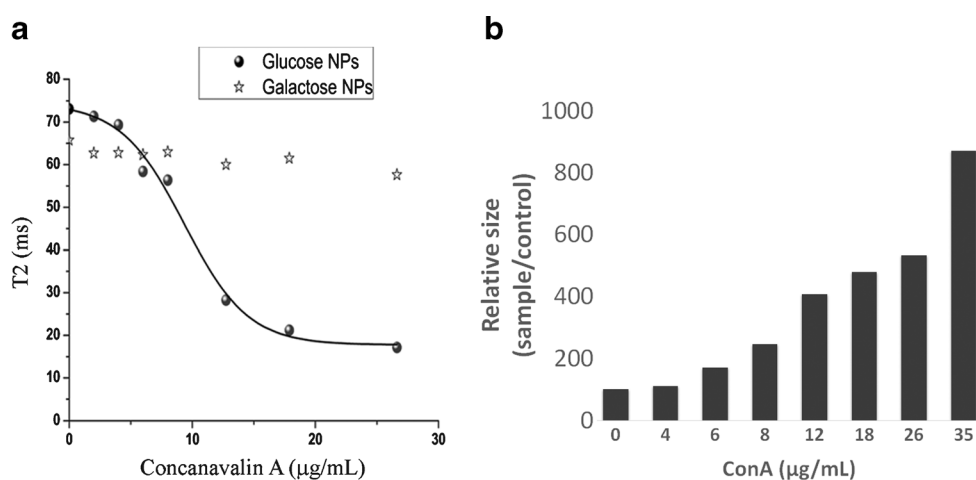 a
Glucose NPs
Galactose NPs
80
70
60
50
40
30
20
10
0
T2 (ms)
0
10
20
30
Concanavalin A (μg/mL)
b
1000
800
600
400
200
0
Relative size
(sample/control)
0 4 6 8 12 18 26 35
ConA (μg/mL)